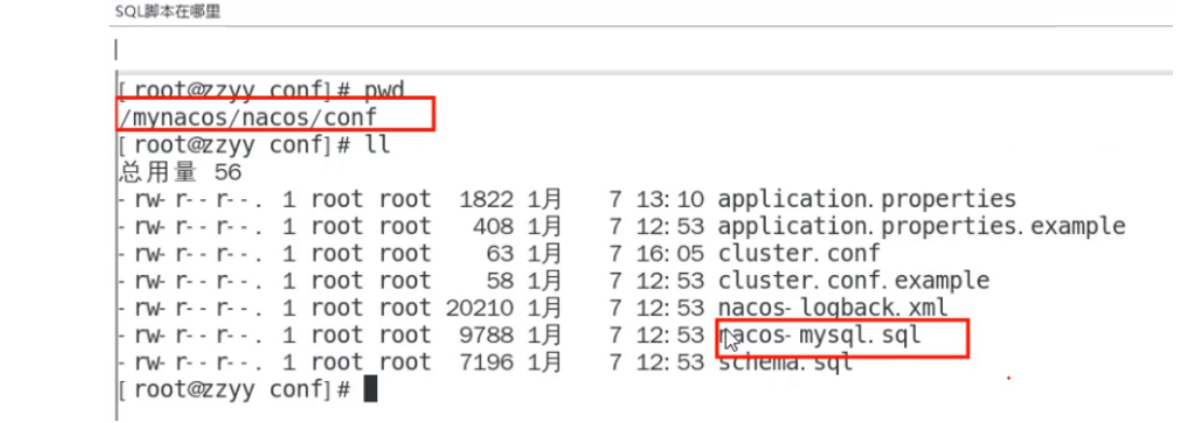 SQL脚本在哪里
[root@zzyy conf]# pwd
/mynacos/nacos/conf
[root@zzyy conf]# ll
总用量 56
-rw-r--r--. 1 root root  1822 1月   7 13:10 application.properties
-rw-r--r--. 1 root root   408 1月   7 12:53 application.properties.example
-rw-r--r--. 1 root root    63 1月   7 16:05 cluster.conf
-rw-r--r--. 1 root root    58 1月   7 12:53 cluster.conf.example
-rw-r--r--. 1 root root 20210 1月   7 12:53 nacos-logback.xml
-rw-r--r--. 1 root root  9788 1月   7 12:53 nacos-mysql.sql
-rw-r--r--. 1 root root  7196 1月   7 12:53 schema.sql
[root@zzyy conf]#